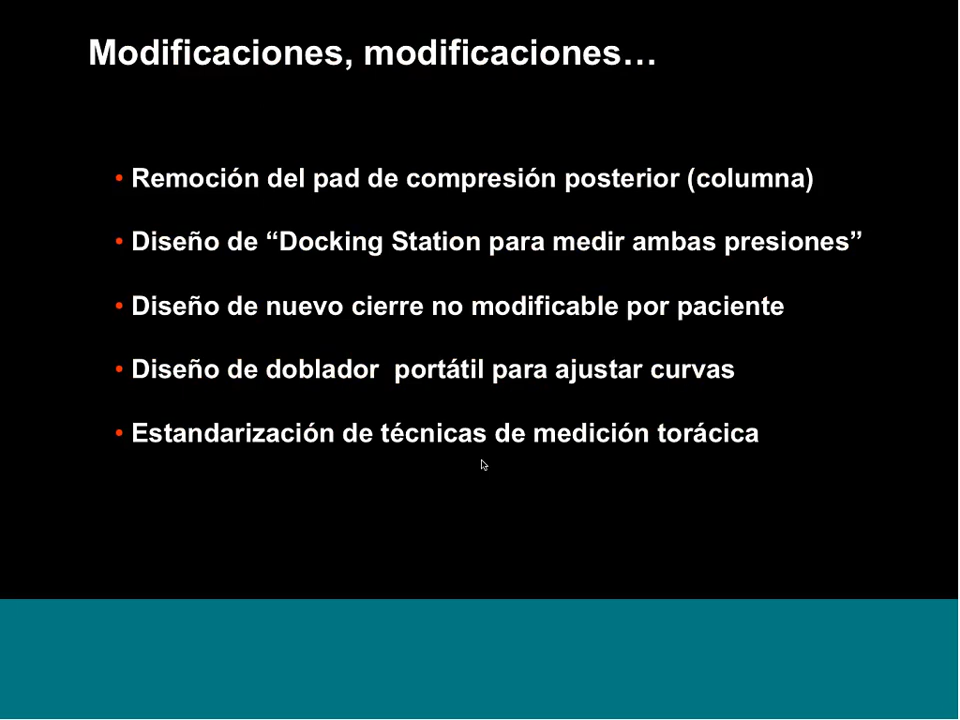 Modificaciones, modificaciones…
• Remoción del pad de compresión posterior (columna)
• Diseño de “Docking Station para medir ambas presiones”
• Diseño de nuevo cierre no modificable por paciente
• Diseño de doblador  portátil para ajustar curvas
• Estandarización de técnicas de medición torácica